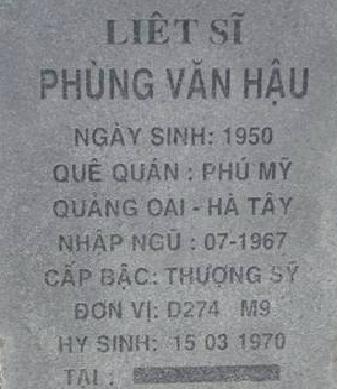 LIỆT SĨ
PHÙNG VĂN HẬU
NGÀY SINH: 1950
QUÊ QUÁN : PHÚ MỸ
QUẢNG OAI - HÀ TÂY
NHẬP NGŨ : 07-1967
CẤP BẬC: THƯỢNG SỸ
ĐƠN VỊ: D274 M9
HY SINH: 15 03 1970
TẠI :